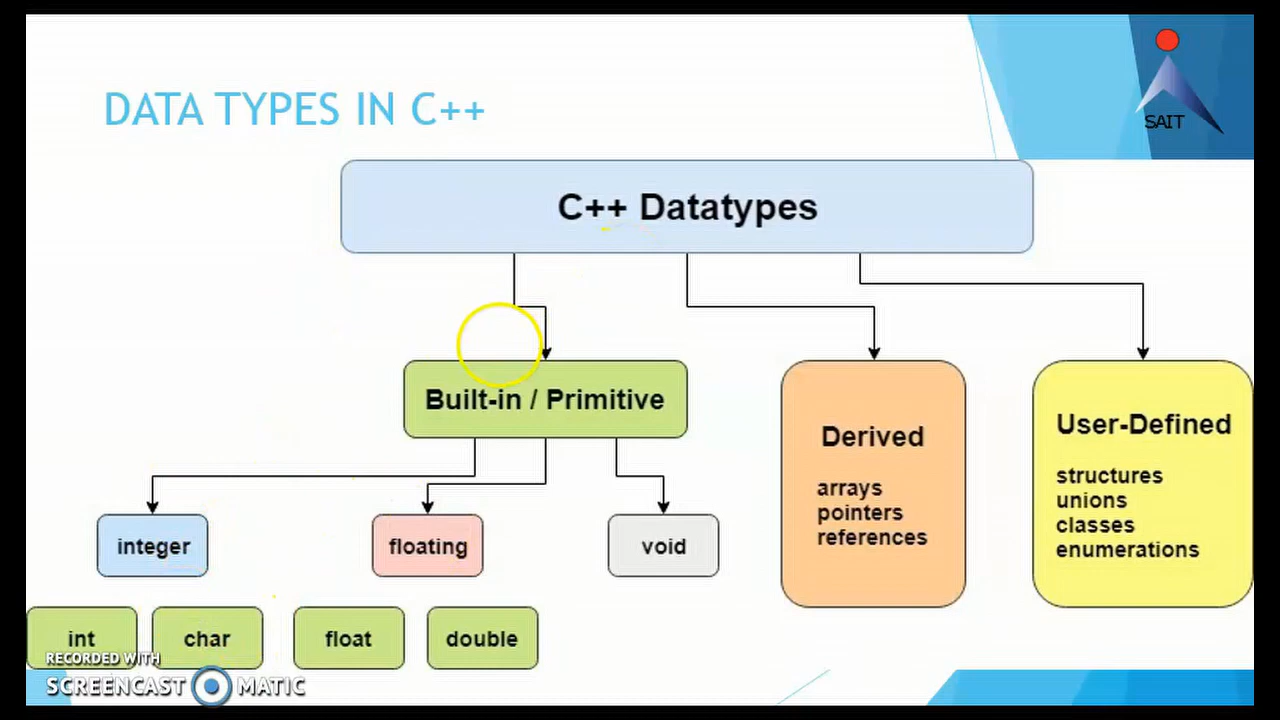 DATA TYPES IN C++
SAIT
C++ Datatypes
Built-in / Primitive
Derived
arrays
pointers
references
User-Defined
structures
unions
classes
enumerations
integer
floating
void
int
char
float
double
RECORDED WITH
SCREENCAST MATIC